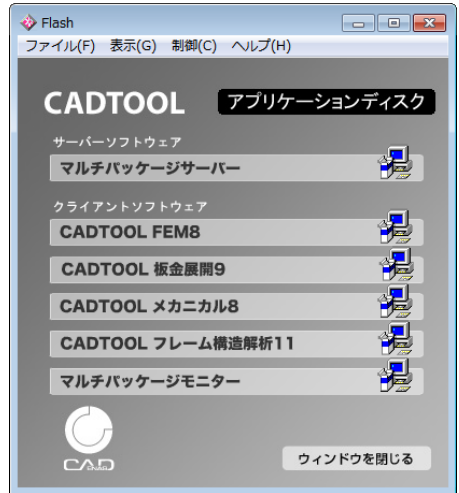 Flash
ファイル(F) 表示(G) 制御(C) ヘルプ(H)
CADTOOL アプリケーションディスク
サーバーソフトウェア
マルチパッケージサーバー
クライアントソフトウェア
CADTOOL FEM8
CADTOOL 板金展開9
CADTOOL メカニカル8
CADTOOL フレーム構造解析11
マルチパッケージモニター
CAD
ウィンドウを閉じる